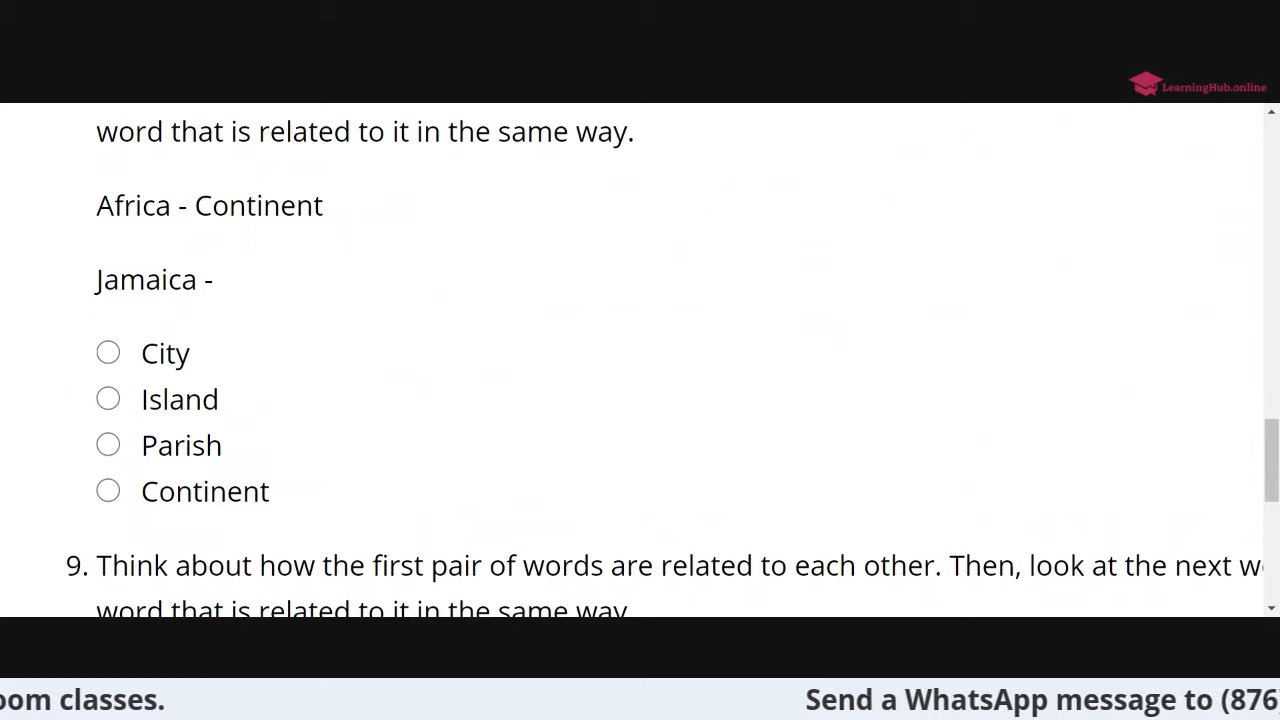 LearningHub.online
word that is related to it in the same way.
Africa - Continent
Jamaica -
City
Island
Parish
Continent
9. Think about how the first pair of words are related to each other. Then, look at the next
word that is related to it in the same way
classes.
Send a WhatsApp message to (876